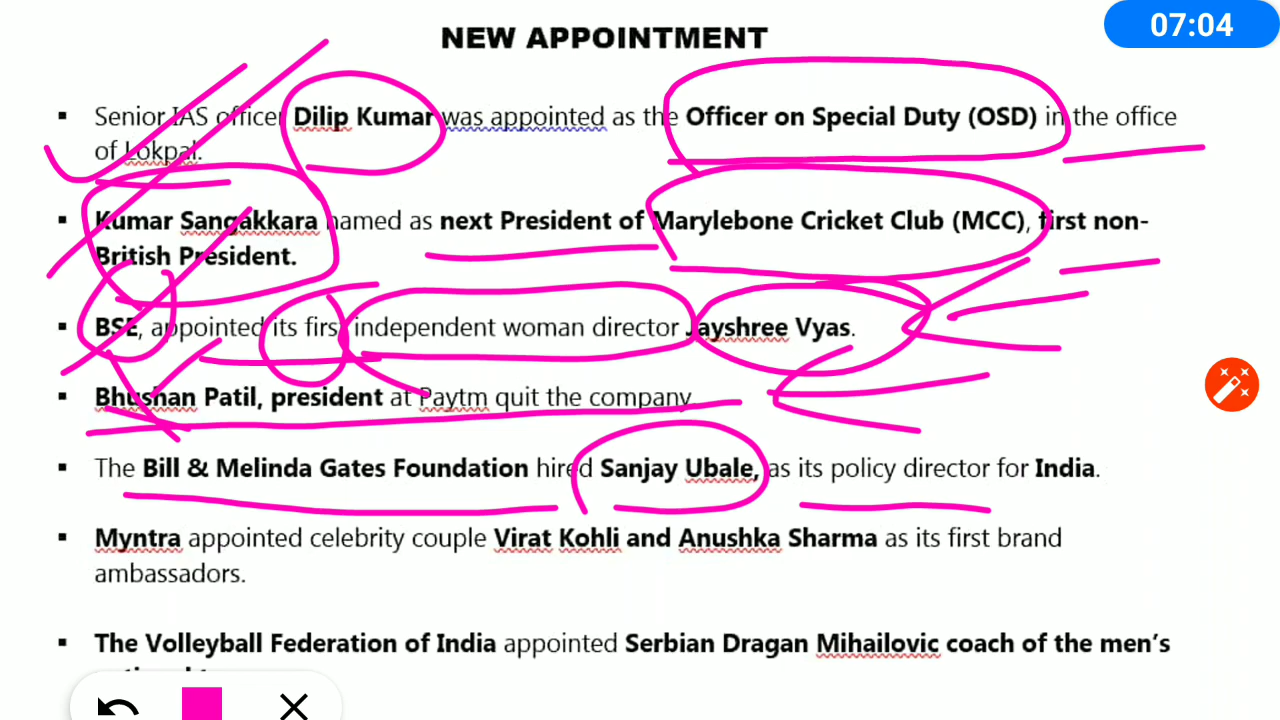 07:04
NEW APPOINTMENT
▪ Senior IAS officer Dilip Kumar was appointed as the Officer on Special Duty (OSD) in the office
of Lokpal.
▪ Kumar Sangakkara named as next President of Marylebone Cricket Club (MCC), first non-
British President.
▪ BSE, appointed its first independent woman director Jayshree Vyas.
▪ Bhushan Patil, president at Paytm quit the company.
▪ The Bill & Melinda Gates Foundation hired Sanjay Ubale, as its policy director for India.
▪ Myntra appointed celebrity couple Virat Kohli and Anushka Sharma as its first brand
ambassadors.
▪ The Volleyball Federation of India appointed Serbian Dragan Mihailovic coach of the men's